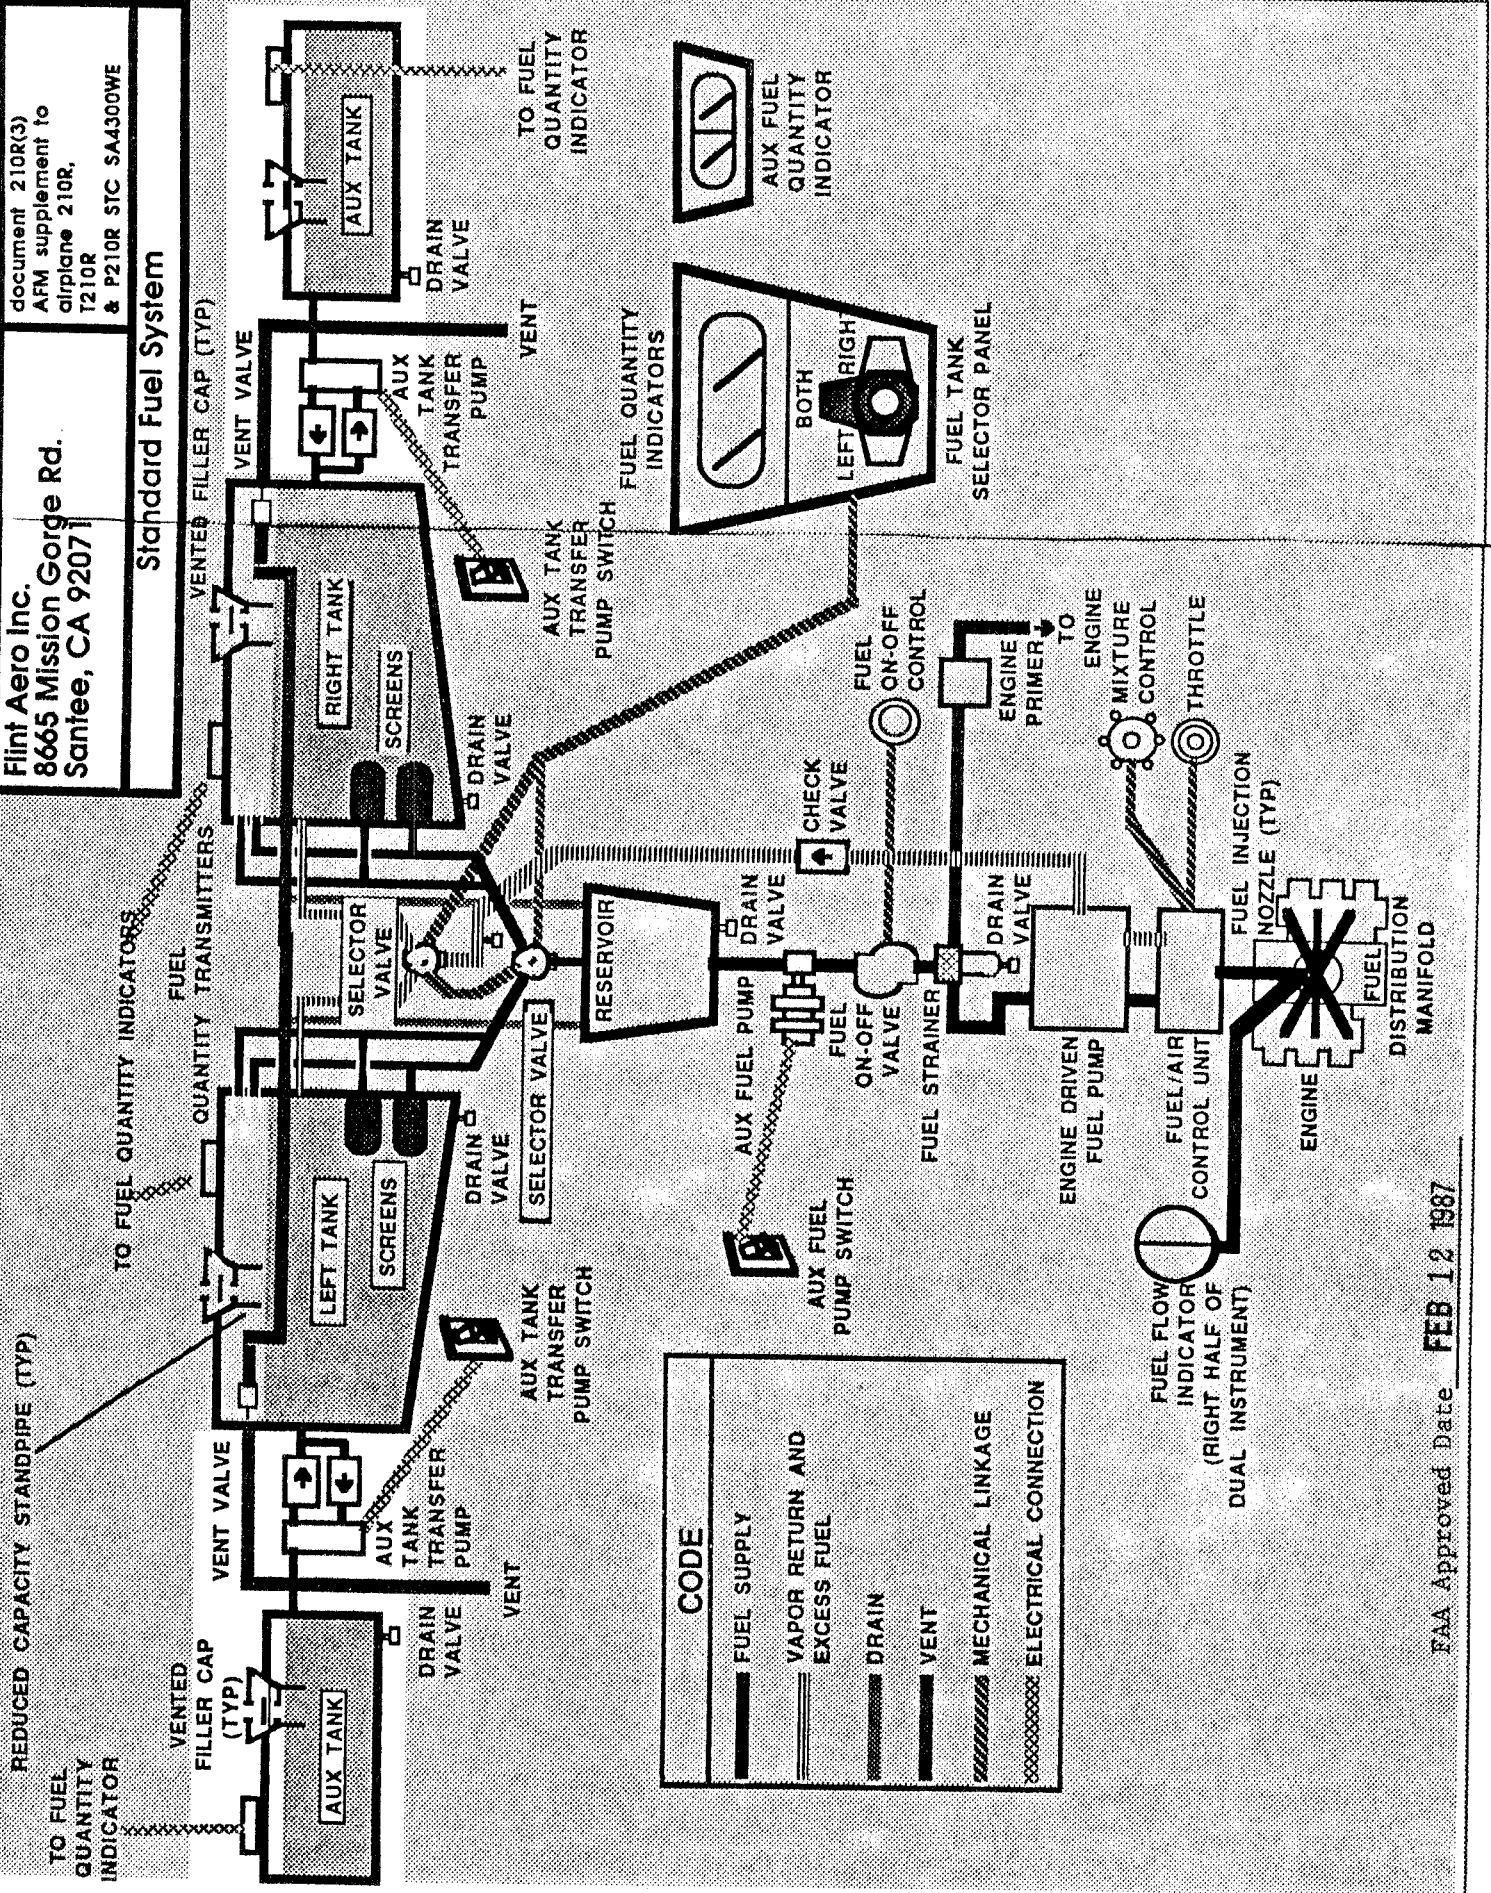 Flint Aero Inc.
8665 Mission Gorge Rd.
Santee, CA 92071
document 210R(3)
AFM supplement to
airplane 210R,
T210R
& P210R STC SA4300WE
Standard Fuel System
REDUCED CAPACITY STANDPIPE (TYP)
TO FUEL
QUANTITY
INDICATOR
VENTED
FILLER CAP
(TYP)
VENT VALVE
TO FUEL QUANTITY INDICATORS
FUEL
QUANTITY TRANSMITTERS
VENTED FILLER CAP (TYP)
VENT VALVE
AUX TANK
DRAIN
VALVE
VENT
AUX
TANK
TRANSFER
PUMP
LEFT TANK
SCREENS
DRAIN
VALVE
AUX TANK
TRANSFER
PUMP SWITCH
SELECTOR
VALVE
SELECTOR VALVE
RIGHT TANK
SCREENS
DRAIN
VALVE
AUX TANK
TRANSFER
PUMP SWITCH
AUX
TANK
TRANSFER
PUMP
VENT
AUX TANK
DRAIN
VALVE
TO FUEL
QUANTITY
INDICATOR
RESERVOIR
DRAIN
VALVE
FUEL QUANTITY
INDICATORS
BOTH
LEFT
RIGHT
FUEL TANK
SELECTOR PANEL
AUX FUEL
QUANTITY
INDICATOR
AUX FUEL PUMP
AUX FUEL
PUMP SWITCH
CHECK
VALVE
FUEL
ON-OFF
VALVE
FUEL
ON-OFF
CONTROL
FUEL STRAINER
DRAIN
VALVE
ENGINE
PRIMER
TO
ENGINE
ENGINE DRIVEN
FUEL PUMP
MIXTURE
CONTROL
THROTTLE
FUEL/AIR
CONTROL UNIT
FUEL INJECTION
NOZZLE (TYP)
FUEL FLOW
INDICATOR
(RIGHT HALF OF
DUAL INSTRUMENT)
ENGINE
FUEL
DISTRIBUTION
MANIFOLD
CODE
FUEL SUPPLY
VAPOR RETURN AND
EXCESS FUEL
DRAIN
VENT
MECHANICAL LINKAGE
ELECTRICAL CONNECTION
FAA Approved Date FEB 12 1987